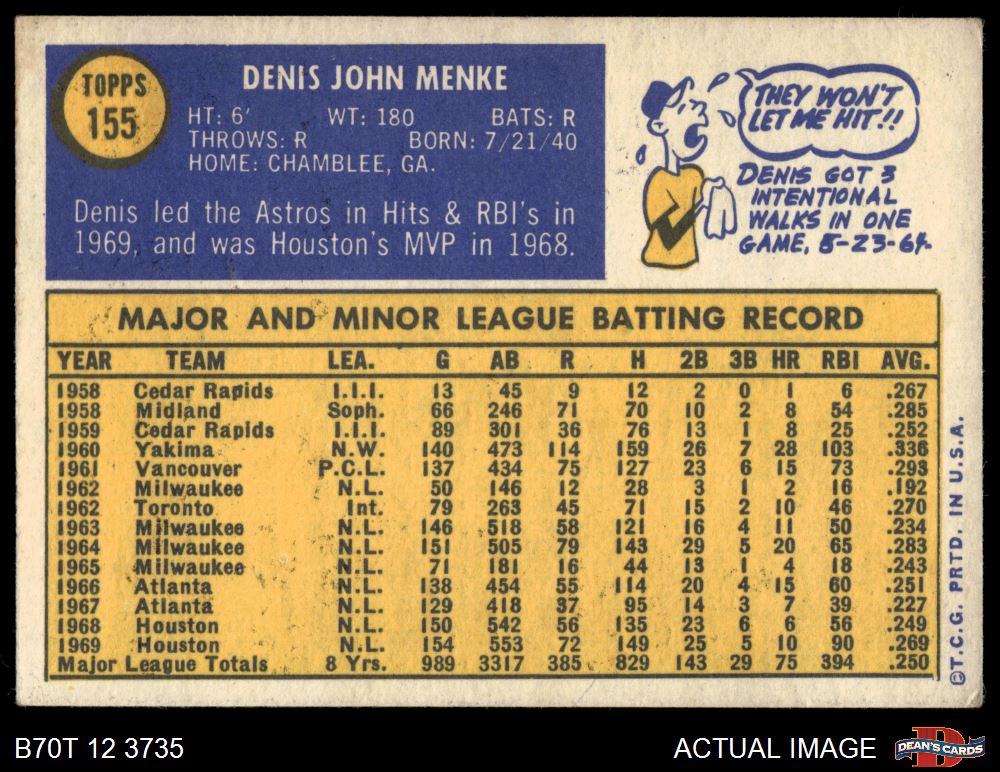 TOPPS
155
DENIS JOHN MENKE
HT: 6' WT: 180 BATS: R
THROWS: R BORN: 7/21/40
HOME: CHAMBLEE, GA.
Denis led the Astros in Hits & RBI's in
1969, and was Houston's MVP in 1968.
THEY WON'T
LET ME HIT!!
DENIS GOT 3
INTENTIONAL
WALKS IN ONE
GAME, 5-23-64.
MAJOR AND MINOR LEAGUE BATTING RECORD
YEAR TEAM LEA. G AB R H 2B 3B HR RBI AVG.
1958 Cedar Rapids I.I.I. 13 45 9 12 2 0 1 6 .267
1958 Midland Soph. 66 246 71 70 10 2 8 54 .285
1959 Cedar Rapids I.I.I. 89 301 36 76 13 1 8 25 .252
1960 Yakima N.W. 140 473 114 159 26 7 28 103 .336
1961 Vancouver P.C.L. 137 434 75 127 23 6 15 73 .293
1962 Milwaukee N.L. 50 146 12 28 3 1 2 16 .192
1962 Toronto Int. 79 263 45 71 15 2 10 46 .270
1963 Milwaukee N.L. 146 518 58 121 16 4 11 50 .234
1964 Milwaukee N.L. 151 505 79 143 29 5 20 65 .283
1965 Milwaukee N.L. 71 181 16 44 13 1 4 18 .243
1966 Atlanta N.L. 138 454 55 114 20 4 15 60 .251
1967 Atlanta N.L. 129 418 37 95 14 3 7 39 .227
1968 Houston N.L. 150 542 56 135 23 6 6 56 .249
1969 Houston N.L. 154 553 72 149 25 5 10 90 .269
Major League Totals 8 Yrs. 989 3317 385 829 143 29 75 394 .250
©T.C.G. PRTD. IN U.S.A.
B70T 12 3735
ACTUAL IMAGE
D
DEAN'S CARDS